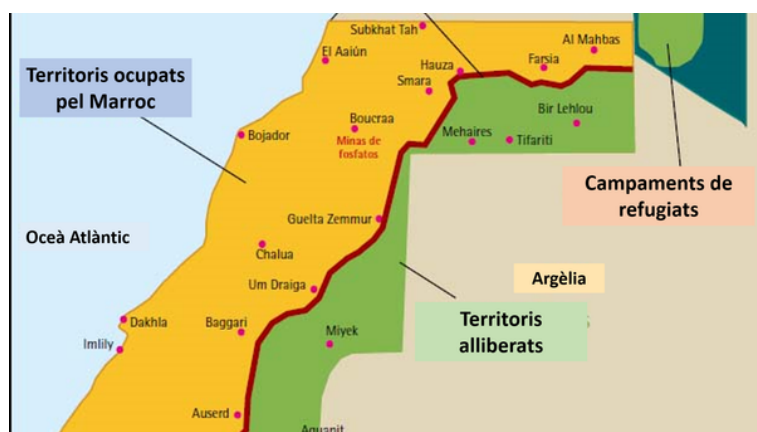 Subkhat Tah
El Aaiún
Al Mahbas
Hauza
Farsia
Territoris ocupats
pel Marroc
Smara
Bir Lehlou
Boucraa
Minas de
fosfatos
Bojador
Mehaires
Tifariti
Campaments de
refugiats
Guelta Zemmur
Oceà Atlàntic
Chalua
Argèlia
Um Draiga
Territoris
alliberats
Dakhla
Baggari
Miyek
Imlily
Auserd
Aguanit